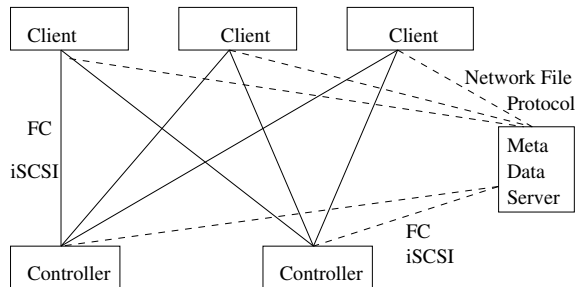 Client
Client
Client
Network File
Protocol
FC
iSCSI
Meta
Data
Server
FC
iSCSI
Controller
Controller